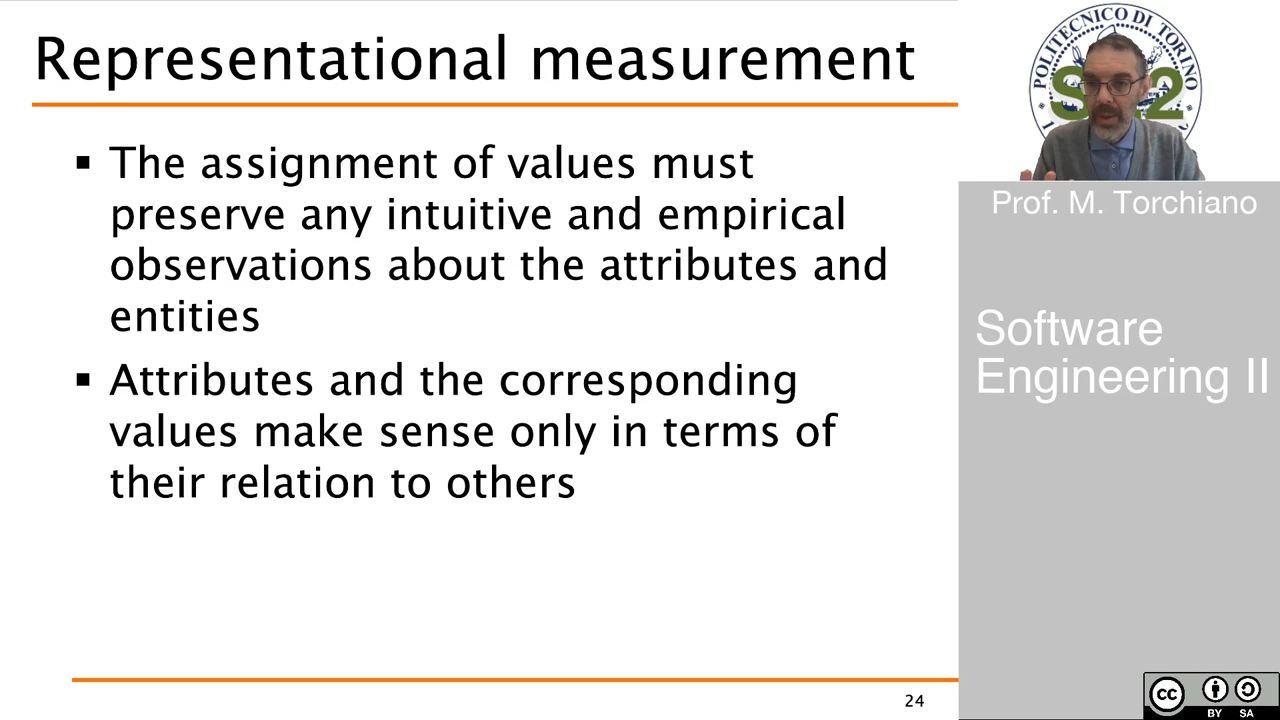 Representational measurement
▪ The assignment of values must
preserve any intuitive and empirical
observations about the attributes and
entities
▪ Attributes and the corresponding
values make sense only in terms of
their relation to others
24
POLITECNICO DI TORINO
Prof. M. Torchiano
Software
Engineering II
cc
BY SA